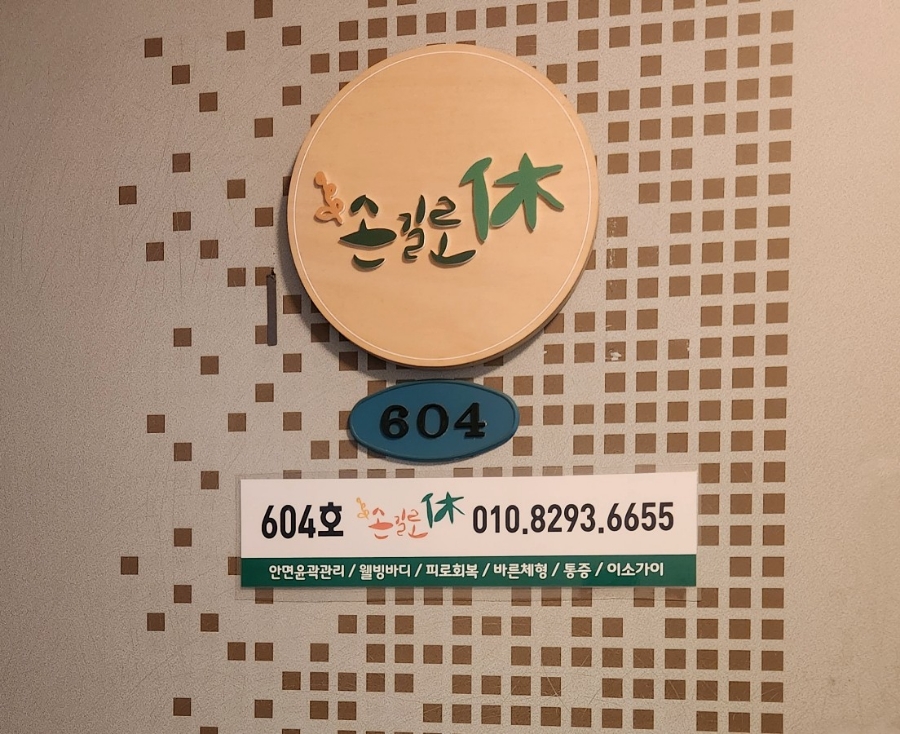 손길로休
604
604호 손길로休 010.8293.6655
안면윤곽관리 / 웰빙바디 / 피로회복 / 바른체형 / 통증 / 이소가이